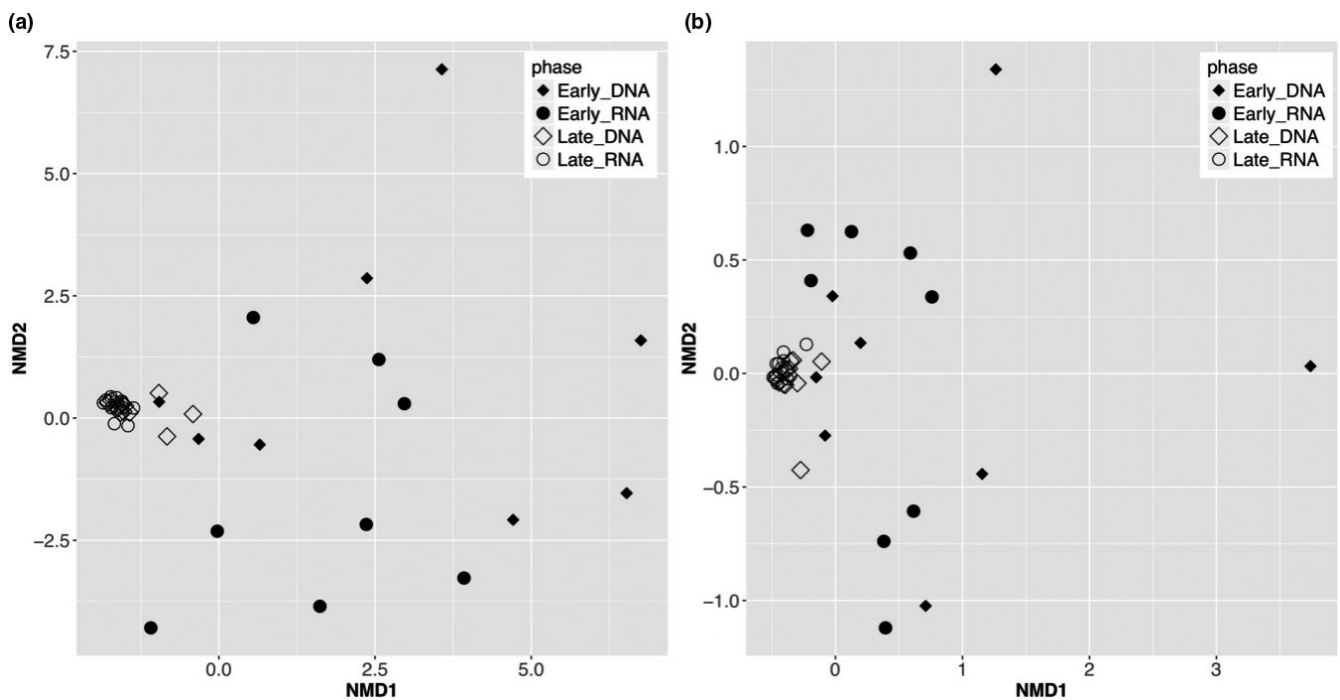 (a)
phase
Early_DNA
Early_RNA
Late_DNA
Late_RNA
7.5
5.0
2.5
0.0
−2.5
NMD2
0.0
2.5
5.0
NMD1
(b)
phase
Early_DNA
Early_RNA
Late_DNA
Late_RNA
1.0
0.5
0.0
−0.5
−1.0
NMD2
0
1
2
3
NMD1